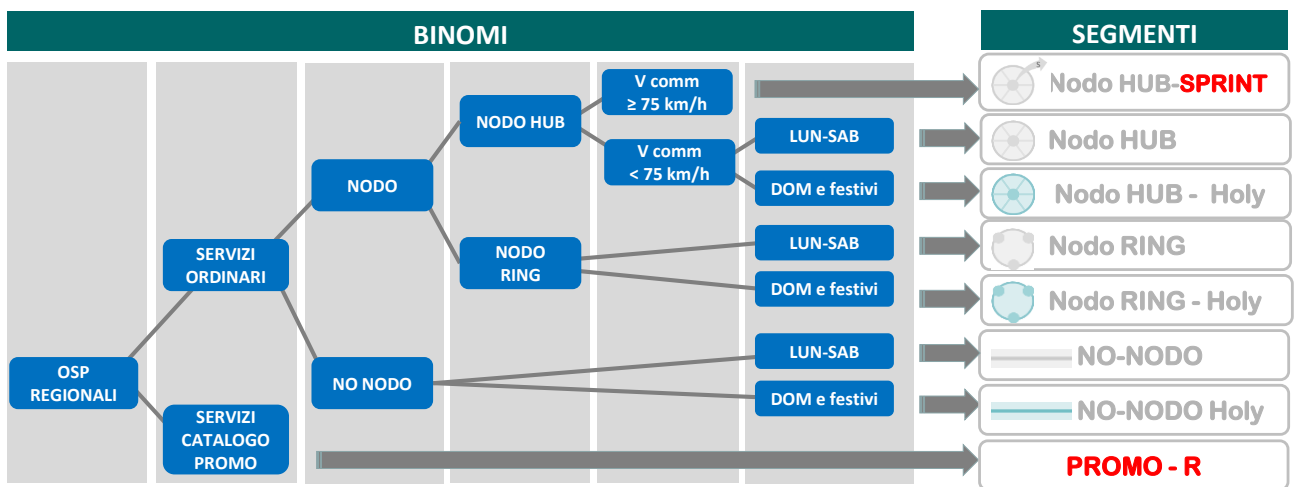 BINOMI
SEGMENTI
OSP
REGIONALI
SERVIZI
ORDINARI
SERVIZI
CATALOGO
PROMO
NODO
NO NODO
NODO HUB
NODO
RING
V comm
≥ 75 km/h
V comm
< 75 km/h
LUN-SAB
DOM e festivi
LUN-SAB
DOM e festivi
LUN-SAB
DOM e festivi
S
Nodo HUB-SPRINT
Nodo HUB
Nodo HUB - Holy
Nodo RING
Nodo RING - Holy
NO-NODO
NO-NODO Holy
PROMO - R